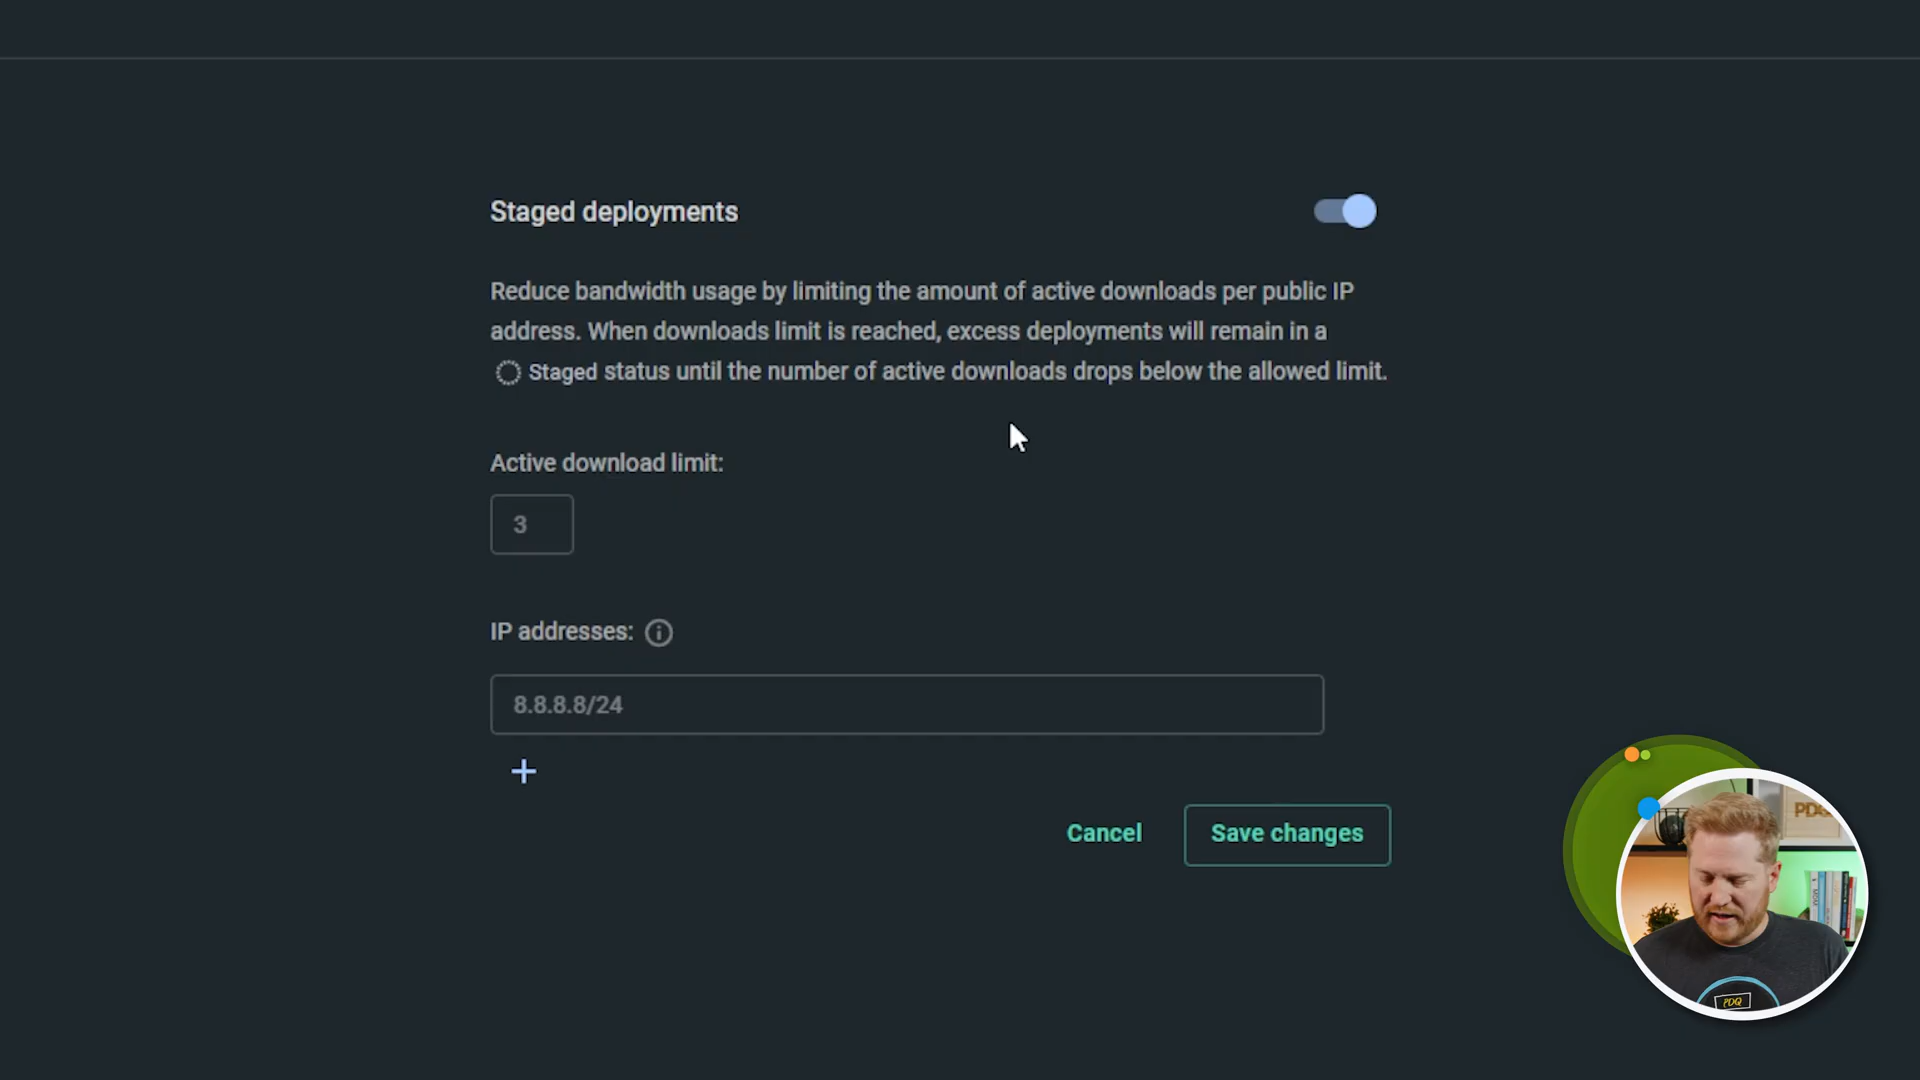 Staged deployments
Reduce bandwidth usage by limiting the amount of active downloads per public IP
address. When downloads limit is reached, excess deployments will remain in a
Staged status until the number of active downloads drops below the allowed limit.
Active download limit:
3
IP addresses:
8.8.8.8/24
+
Cancel
Save changes
PDQ